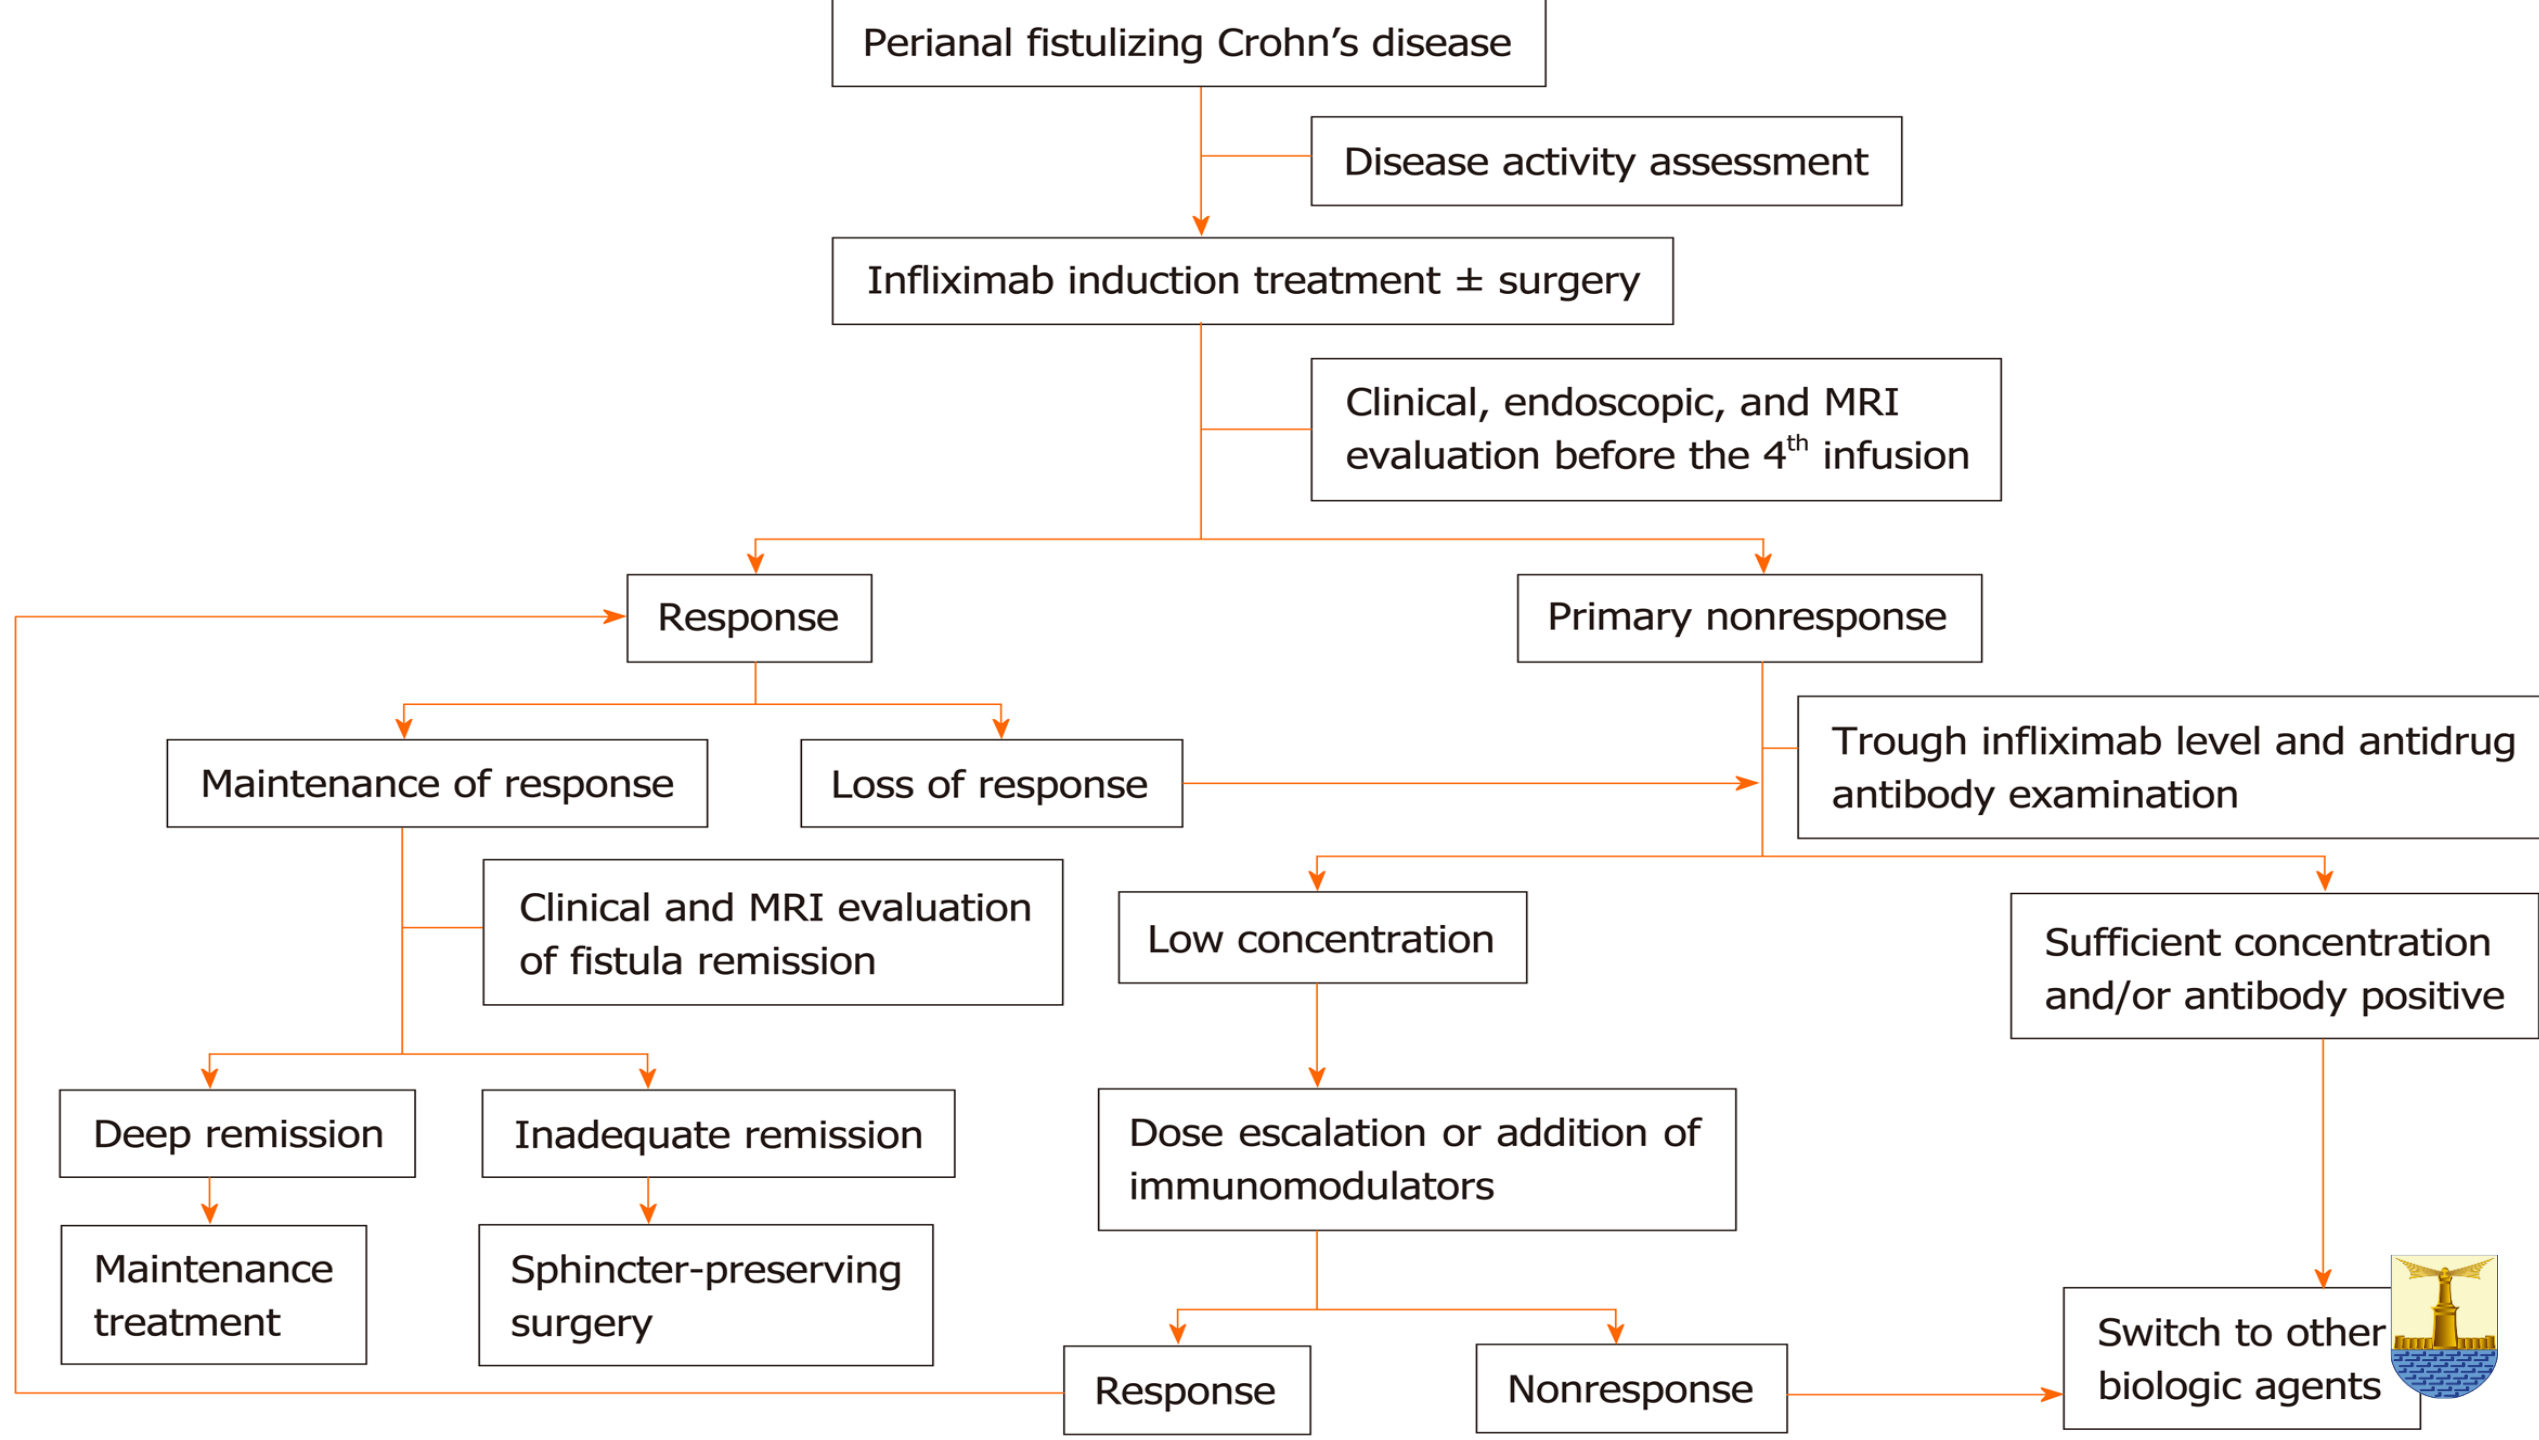 Perianal fistulizing Crohn’s disease
Disease activity assessment
Infliximab induction treatment ± surgery
Clinical, endoscopic, and MRI
evaluation before the 4th infusion
Response
Primary nonresponse
Trough infliximab level and antidrug
antibody examination
Maintenance of response
Loss of response
Clinical and MRI evaluation
of fistula remission
Low concentration
Sufficient concentration
and/or antibody positive
Deep remission
Inadequate remission
Dose escalation or addition of
immunomodulators
Maintenance
treatment
Sphincter-preserving
surgery
Switch to other
biologic agents
Response
Nonresponse